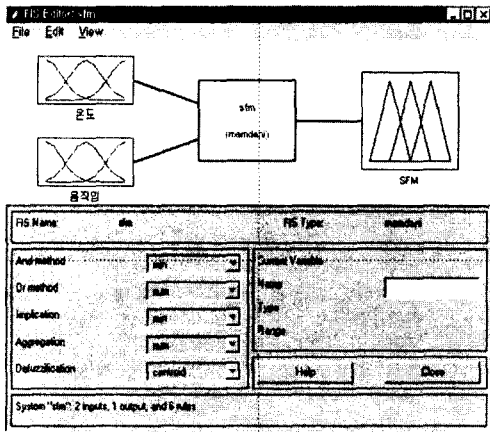 FIS Editor: sfm
File Edit View
온도
sfm
(mamdani)
움직임
SFM
FIS Name: sfm FIS Type: mamdani
And method min
Or method
Implication min
Aggregation
Defuzzification centroid
Current Variable
Name
Type
Range
Help Close
System "sfm": 2 inputs, 1 output, and 6 rules